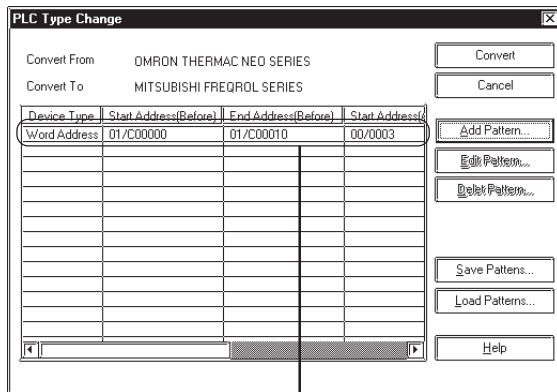 PLC Type Change
Convert From OMRON THERMAC NEO SERIES
Convert To MITSUBISHI FREQROL SERIES
Convert
Cancel
Device Type Start Address(Before) End Address(Before) Start Address(
Word Address 01/C00000 01/C00010 00/0003
Add Pattern...
Edit Pattern...
Delet Pattern...
Save Pattens...
Load Patterns...
Help